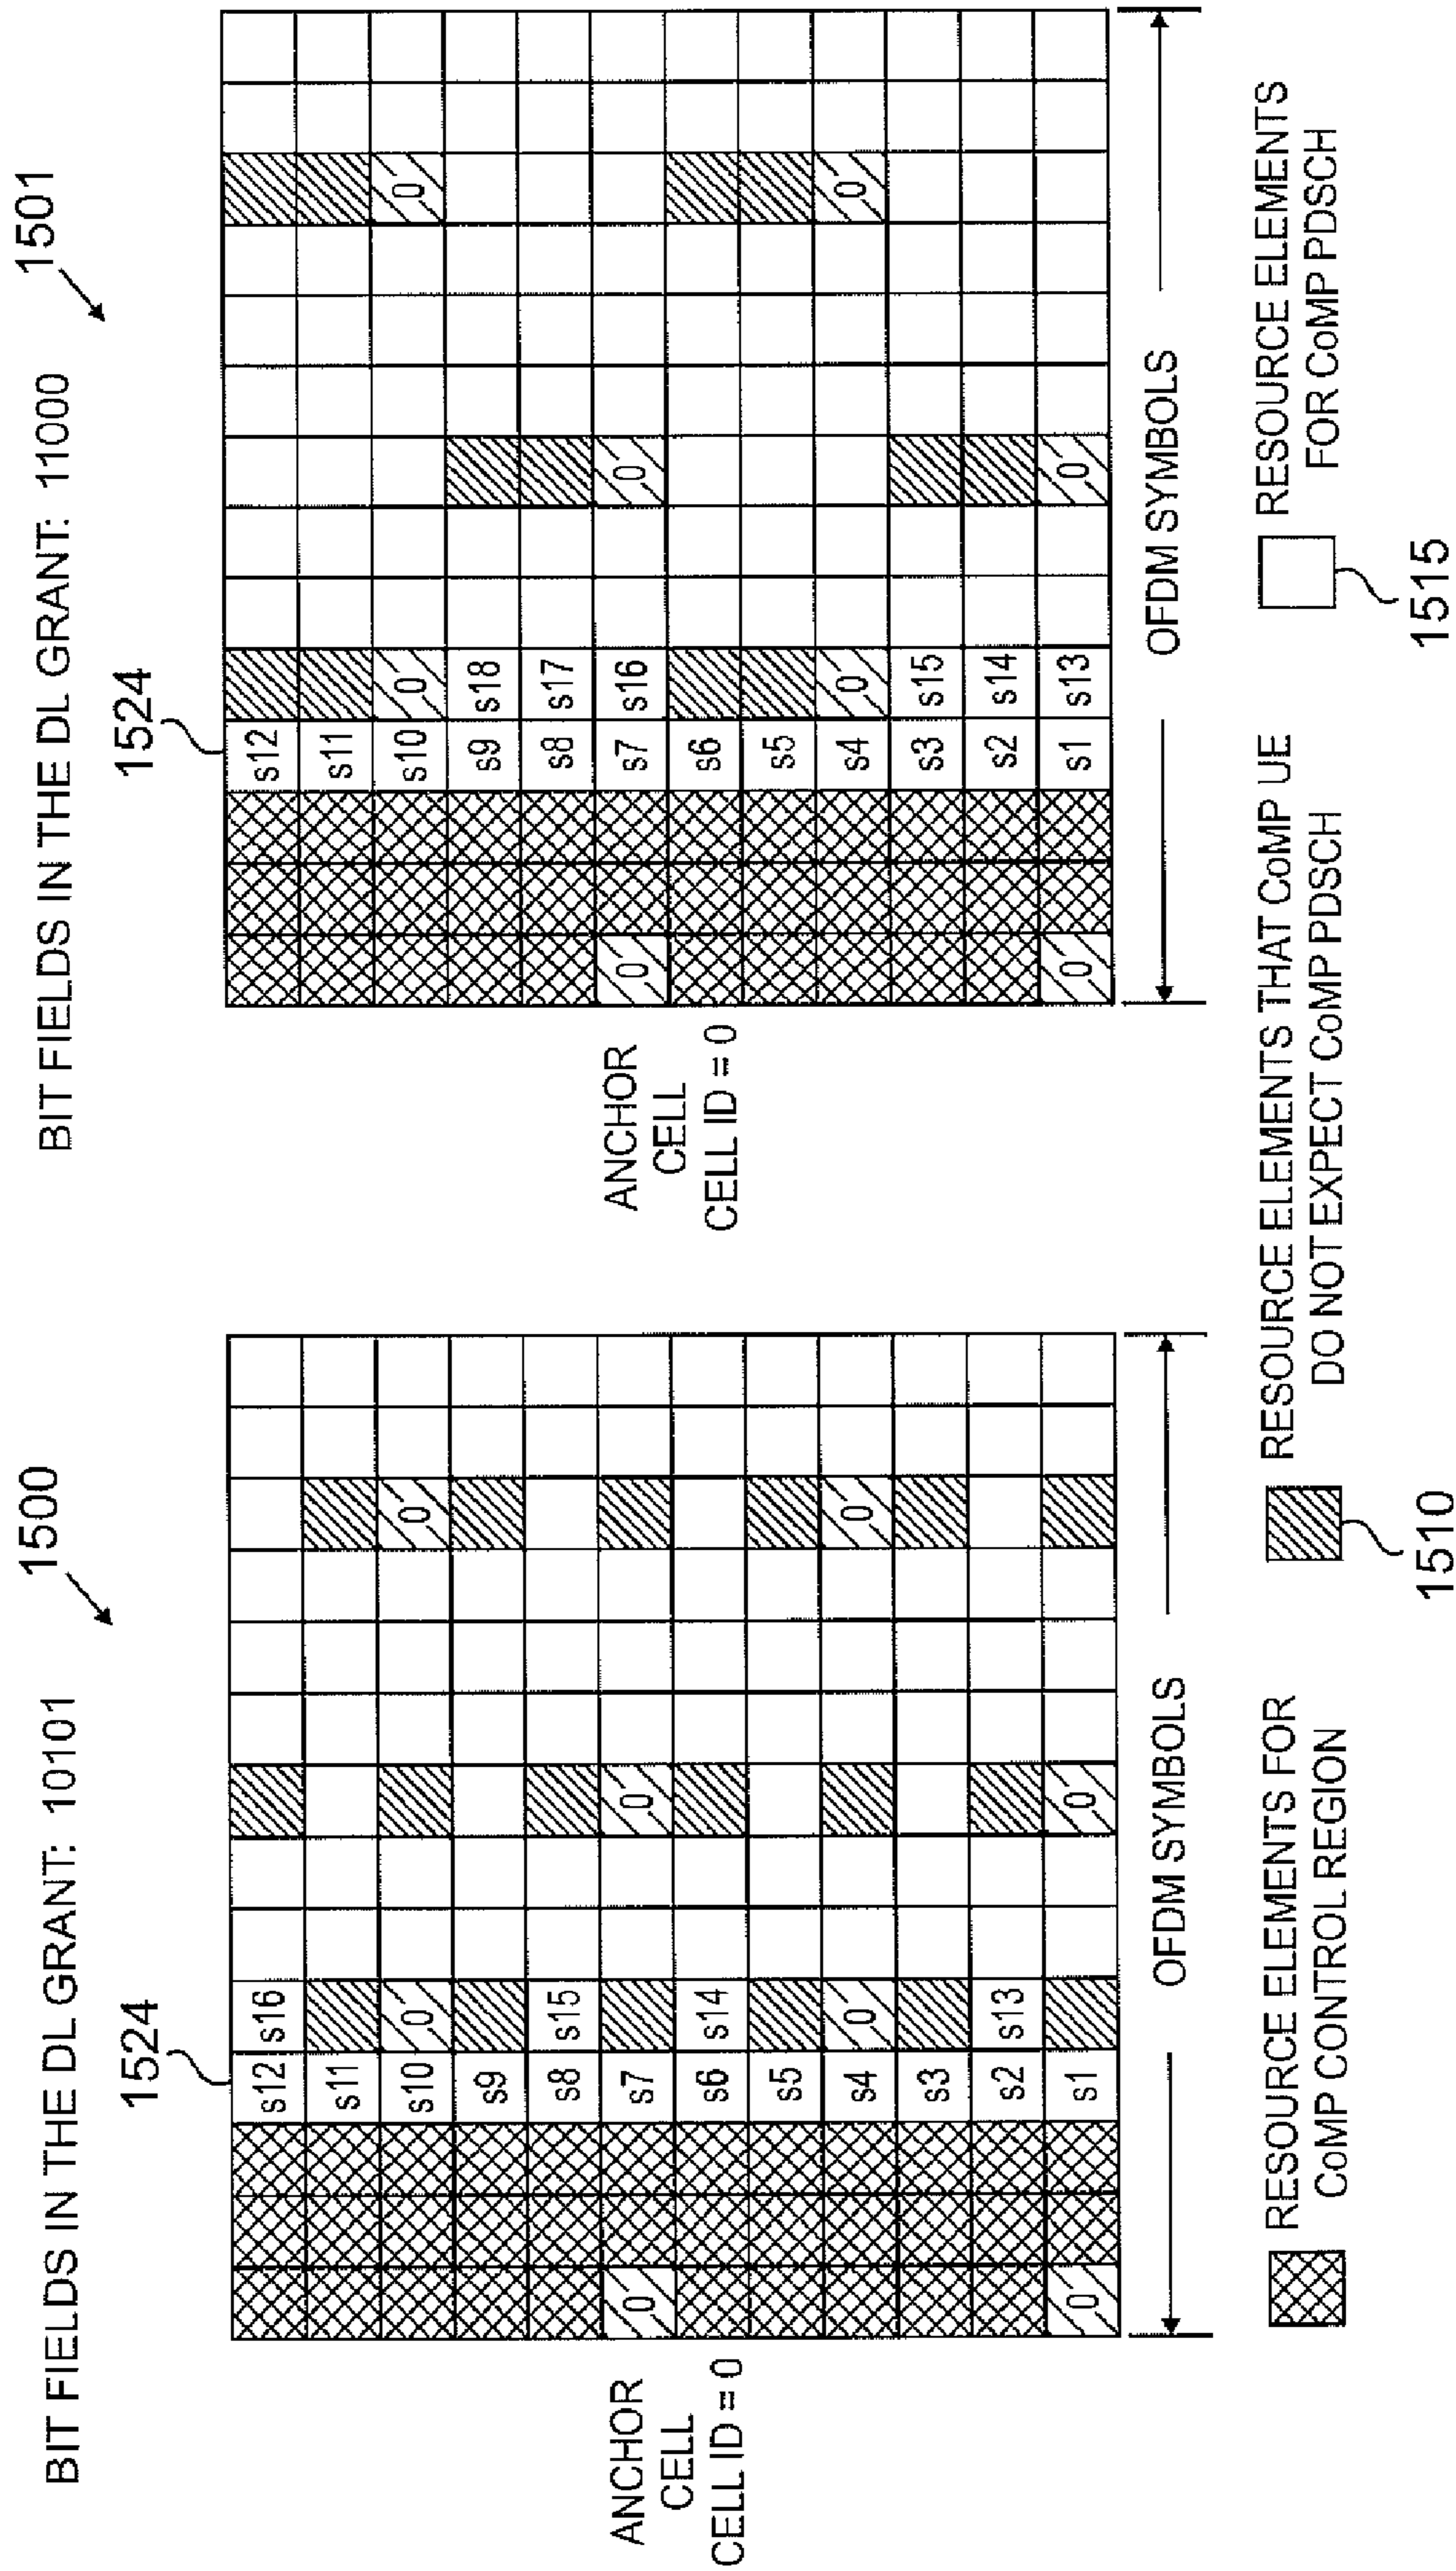 BIT FIELDS IN THE DL GRANT: 10101
1500
1524
s12 s16
s11
s10 0 0
s9
s8 s15
0 s7 0
s6 s14
s5
s4 0 0
s3
s2 s13
0 s1 0
ANCHOR
CELL
CELL ID = 0
OFDM SYMBOLS
BIT FIELDS IN THE DL GRANT: 11000
1501
1524
s12
s11
s10 0 0
s9 s18
s8 s17
0 s7 s16 0
s6
s5
s4 0 0
s3 s15
s2 s14
0 s1 s13 0
ANCHOR
CELL
CELL ID = 0
OFDM SYMBOLS
RESOURCE ELEMENTS FOR
CoMP CONTROL REGION
RESOURCE ELEMENTS THAT CoMP UE
DO NOT EXPECT CoMP PDSCH
1510
RESOURCE ELEMENTS
FOR CoMP PDSCH
1515